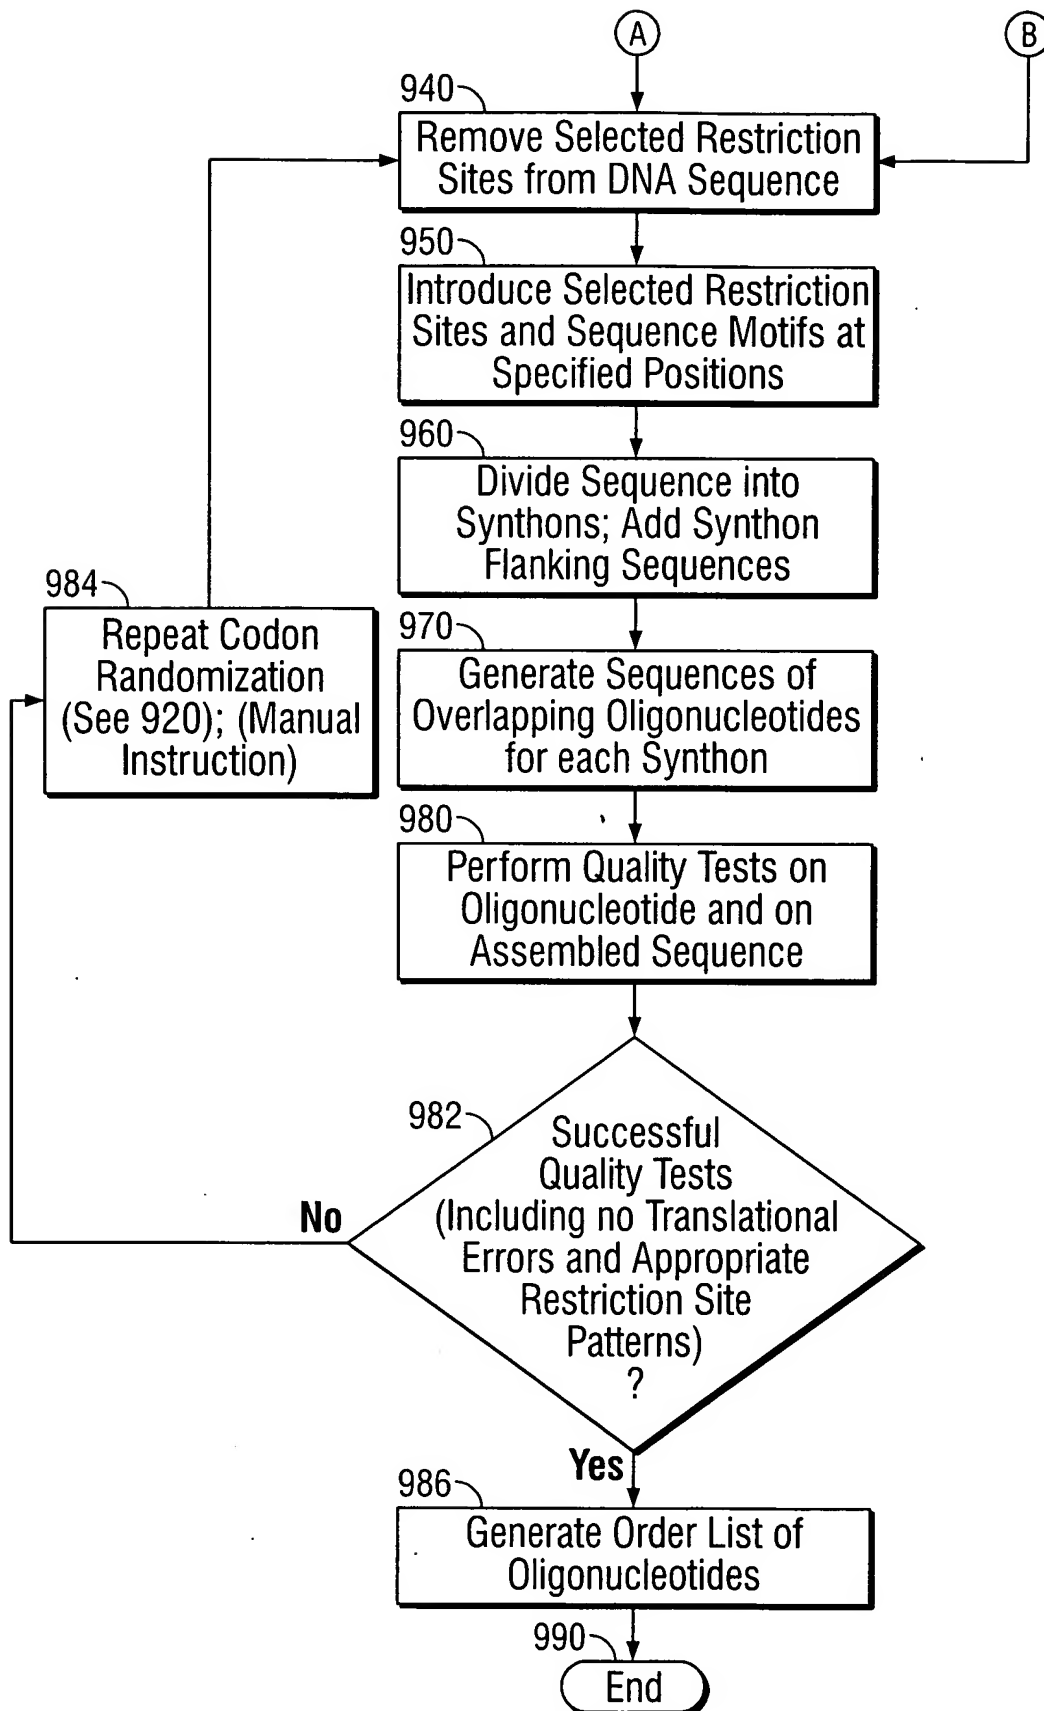 A
B
940
Remove Selected Restriction
Sites from DNA Sequence
950
Introduce Selected Restriction
Sites and Sequence Motifs at
Specified Positions
960
Divide Sequence into
Synthons; Add Synthon
Flanking Sequences
984
Repeat Codon
Randomization
(See 920); (Manual
Instruction)
970
Generate Sequences of
Overlapping Oligonucleotides
for each Synthon
980
Perform Quality Tests on
Oligonucleotide and on
Assembled Sequence
982
Successful
Quality Tests
(Including no Translational
Errors and Appropriate
Restriction Site
Patterns)
?
No
Yes
986
Generate Order List of
Oligonucleotides
990
End